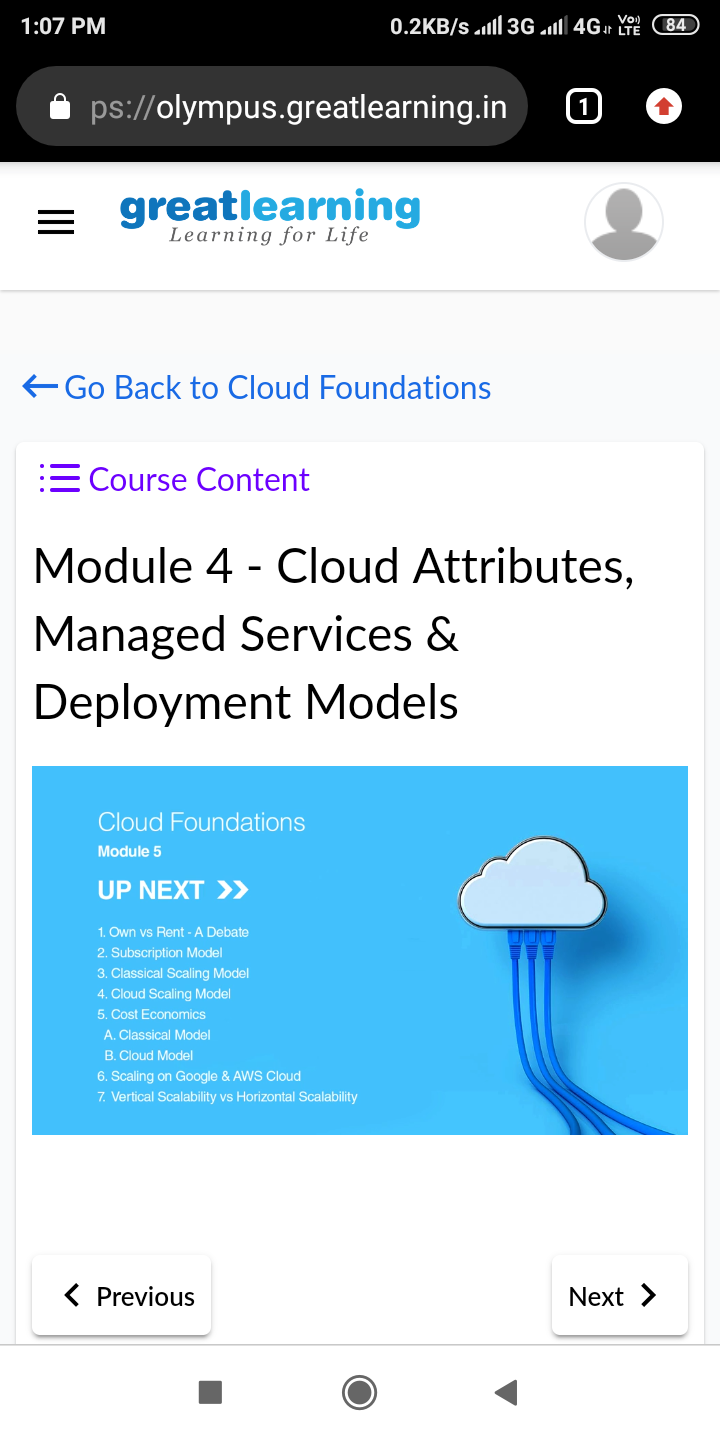 1:07 PM 0.2KB/s 3G 4G Vo) LTE 84
ps://olympus.greatlearning.in 1
greatlearning
Learning for Life
Go Back to Cloud Foundations
Course Content
Module 4 - Cloud Attributes,
Managed Services &
Deployment Models
Cloud Foundations
Module 5
UP NEXT
1. Own vs Rent - A Debate
2. Subscription Model
3. Classical Scaling Model
4. Cloud Scaling Model
5. Cost Economics
A. Classical Model
B. Cloud Model
6. Scaling on Google & AWS Cloud
7. Vertical Scalability vs Horizontal Scalability
Previous Next